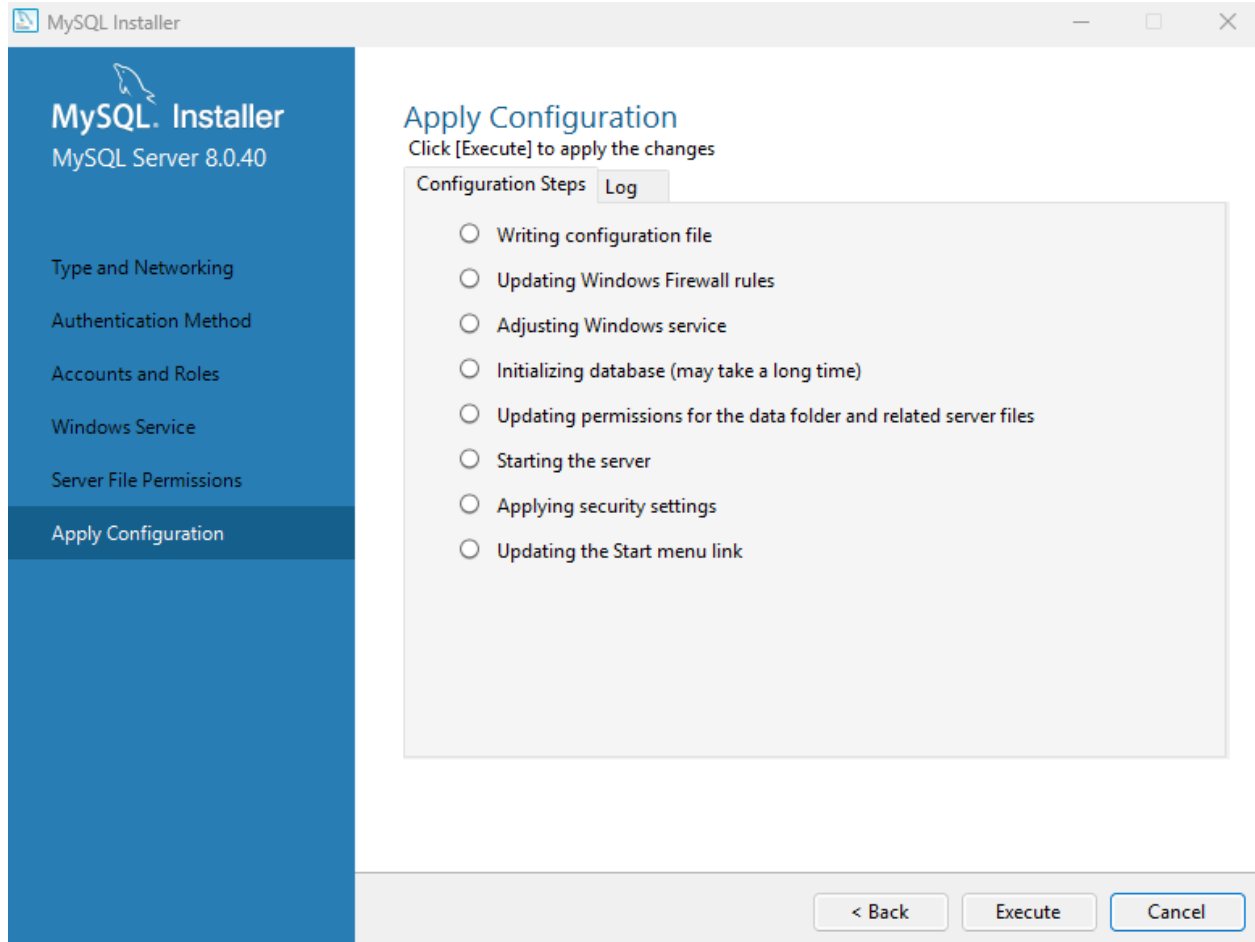 MySQL Installer
MySQL. Installer
MySQL Server 8.0.40
Type and Networking
Authentication Method
Accounts and Roles
Windows Service
Server File Permissions
Apply Configuration
Apply Configuration
Click [Execute] to apply the changes
Configuration Steps Log
Writing configuration file
Updating Windows Firewall rules
Adjusting Windows service
Initializing database (may take a long time)
Updating permissions for the data folder and related server files
Starting the server
Applying security settings
Updating the Start menu link
< Back Execute Cancel